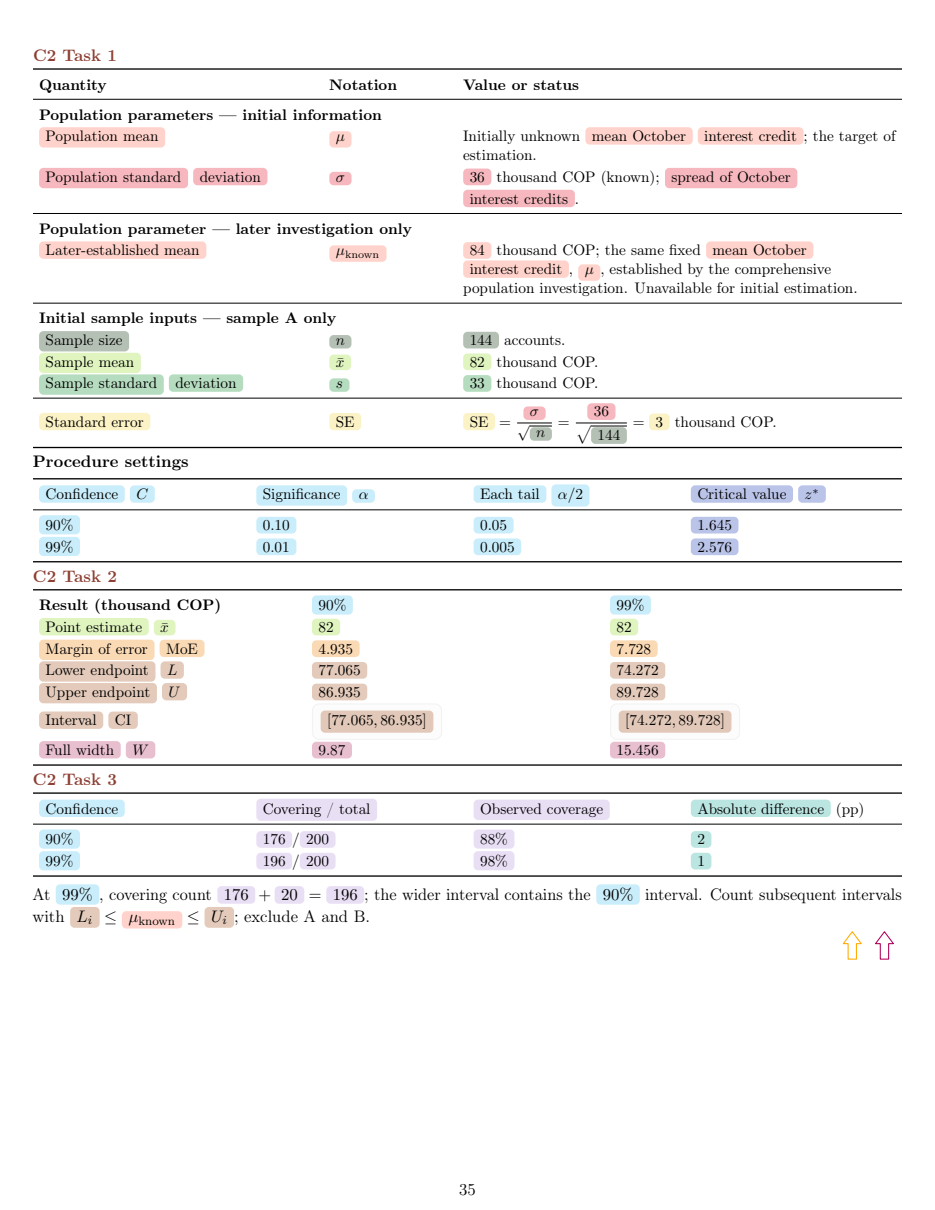 C2 Task 1
Quantity Notation Value or status
Population parameters — initial information
Population mean μ Initially unknown mean October interest credit ; the target of
estimation.
Population standard deviation σ 36 thousand COP (known); spread of October
interest credits .
Population parameter — later investigation only
Later-established mean μknown 84 thousand COP; the same fixed mean October
interest credit , μ , established by the comprehensive
population investigation. Unavailable for initial estimation.
Initial sample inputs — sample A only
Sample size n 144 accounts.
Sample mean x̄ 82 thousand COP.
Sample standard deviation s 33 thousand COP.
Standard error SE SE = σ/√n = 36/√144 = 3 thousand COP.
Procedure settings
Confidence C Significance α Each tail α/2 Critical value z*
90% 0.10 0.05 1.645
99% 0.01 0.005 2.576
C2 Task 2
Result (thousand COP) 90% 99%
Point estimate x̄ 82 82
Margin of error MoE 4.935 7.728
Lower endpoint L 77.065 74.272
Upper endpoint U 86.935 89.728
Interval CI [77.065, 86.935] [74.272, 89.728]
Full width W 9.87 15.456
C2 Task 3
Confidence Covering / total Observed coverage Absolute difference (pp)
90% 176 / 200 88% 2
99% 196 / 200 98% 1
At 99% , covering count 176 + 20 = 196 ; the wider interval contains the 90% interval. Count subsequent intervals
with Li ≤ μknown ≤ Ui ; exclude A and B.
35